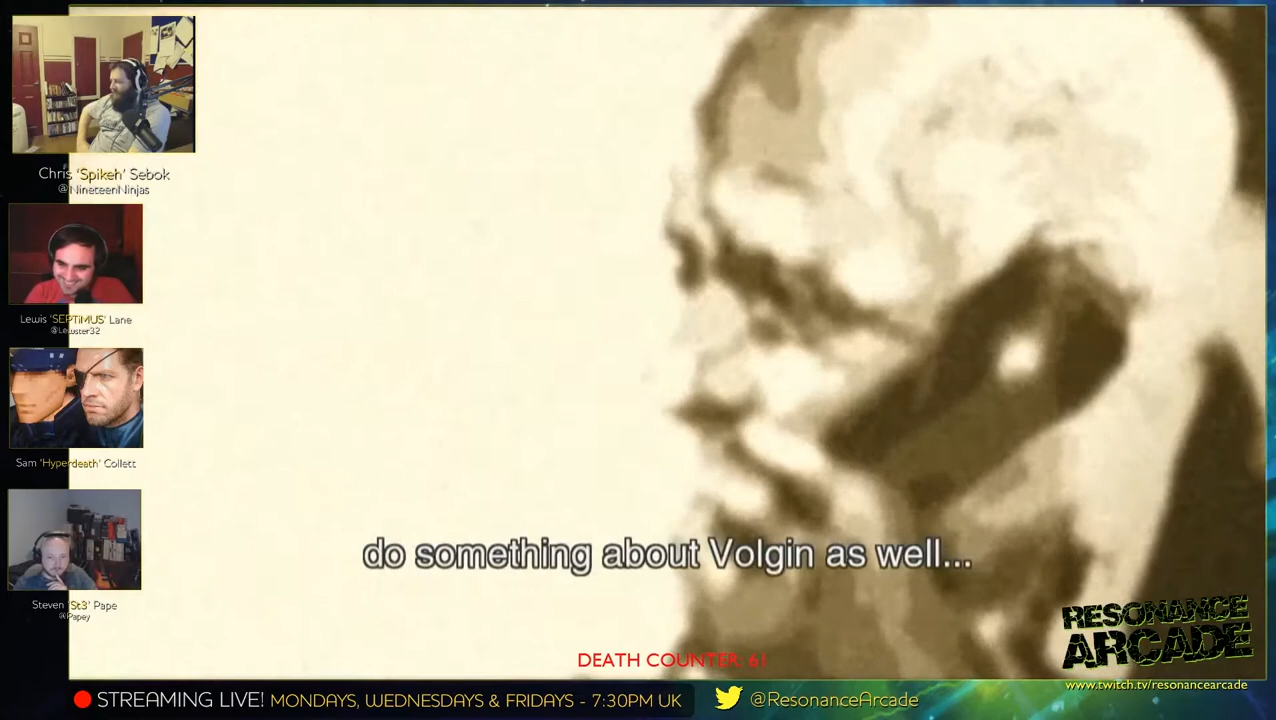 Chris 'Spikeh' Sebok
@NineteenNinjas
Lewis 'SEPTiMUS' Lane
@Lewster32
Sam 'Hyperdeath' Collett
Steven 'St3' Pape
@Papey
do something about Volgin as well...
DEATH COUNTER: 61
RESONANCE
ARCADE
www.twitch.tv/resonancearcade
STREAMING LIVE! MONDAYS, WEDNESDAYS & FRIDAYS - 7:30PM UK
@ResonanceArcade